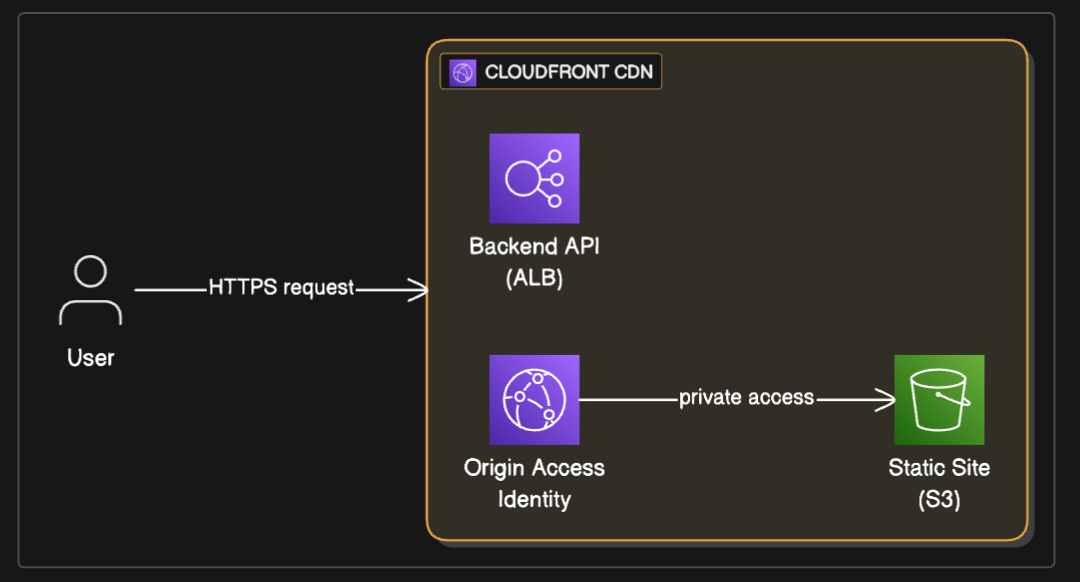 CLOUDFRONT CDN
Backend API
(ALB)
HTTPS request
User
private access
Origin Access
Identity
Static Site
(S3)